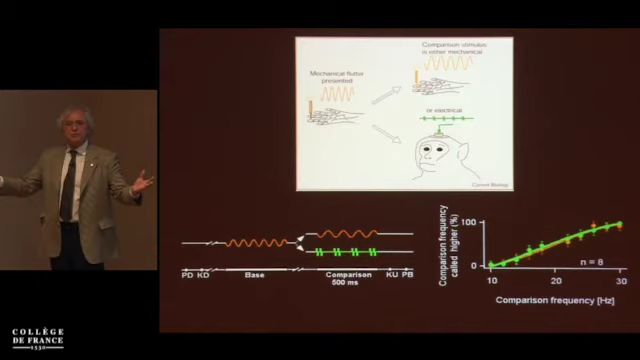 Comparison stimulus
is either mechanical
Mechanical flutter
presented
or electrical
Current Biology
PD KD Base Comparison KU PB
500 ms
Comparison frequency
called higher (%)
100
0
n = 8
10 20 30
Comparison frequency [Hz]
COLLÈGE
DE FRANCE
1530